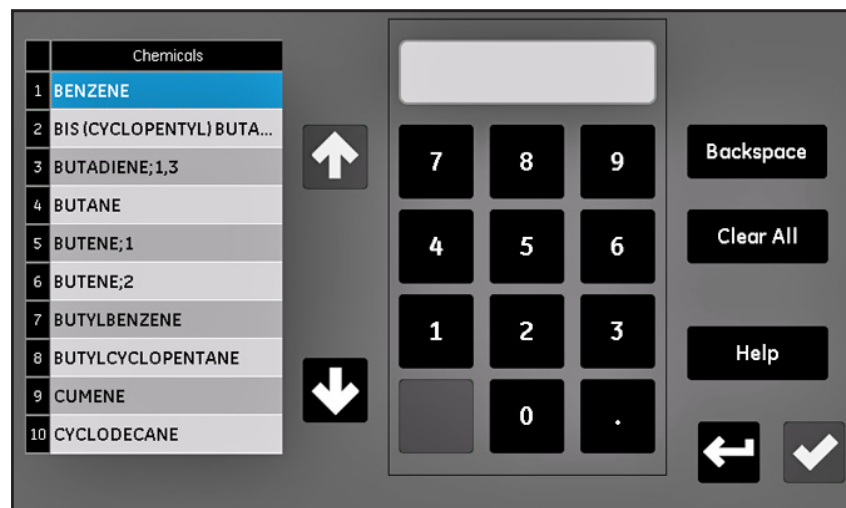 Chemicals
1 BENZENE
2 BIS (CYCLOPENTYL) BUTA...
3 BUTADIENE;1,3
4 BUTANE
5 BUTENE;1
6 BUTENE;2
7 BUTYLBENZENE
8 BUTYLCYCLOPENTANE
9 CUMENE
10 CYCLODECANE
7 8 9
4 5 6
1 2 3
0 .
Backspace
Clear All
Help